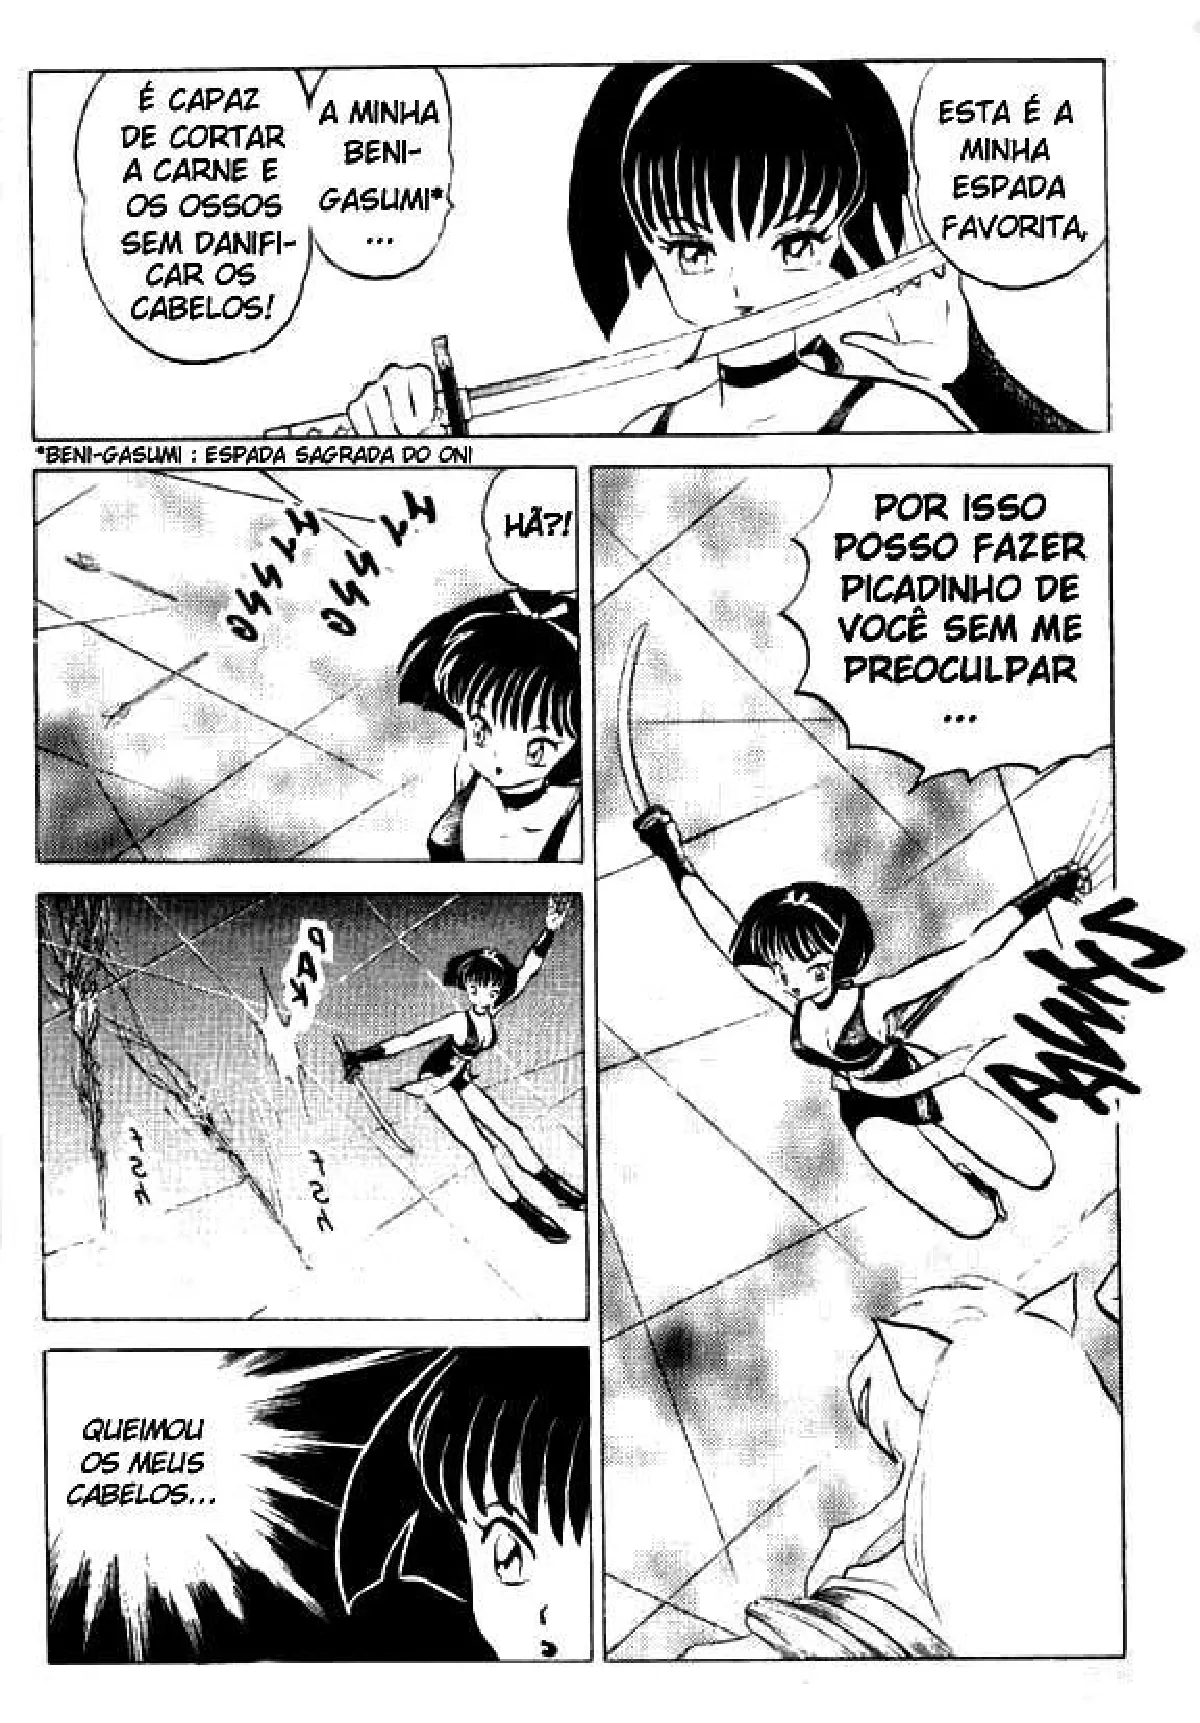 ESTA É A
MINHA
ESPADA
FAVORITA,
A MINHA
BENI-
GASUMI*
...
É CAPAZ
DE CORTAR
A CARNE E
OS OSSOS
SEM DANIFI-
CAR OS
CABELOS!
*BENI-GASUMI : ESPADA SAGRADA DO ONI
POR ISSO
POSSO FAZER
PICADINHO DE
VOCÊ SEM ME
PREOCULPAR
...
HÃ?!
QUEIMOU
OS MEUS
CABELOS...